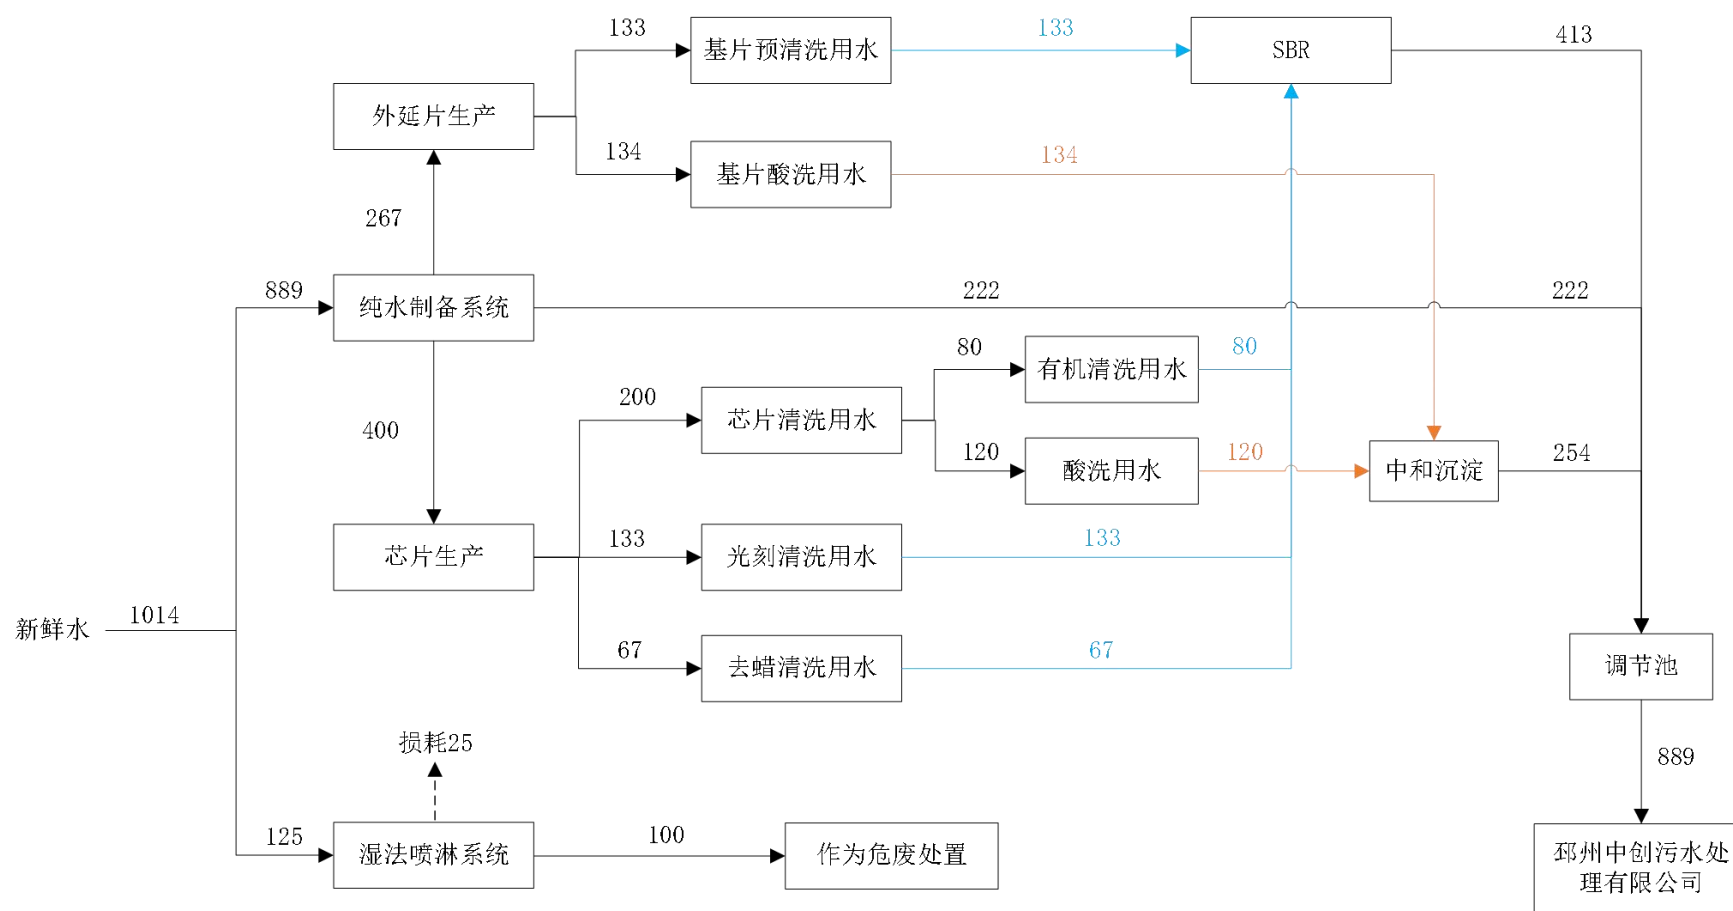 133
基片预清洗用水
133
SBR
413
外延片生产
134
基片酸洗用水
134
267
889
纯水制备系统
222
222
80
有机清洗用水
80
400
200
芯片清洗用水
120
酸洗用水
120
中和沉淀
254
芯片生产
133
光刻清洗用水
133
新鲜水
1014
67
去蜡清洗用水
67
调节池
损耗25
889
125
湿法喷淋系统
100
作为危废处置
邳州中创污水处
理有限公司